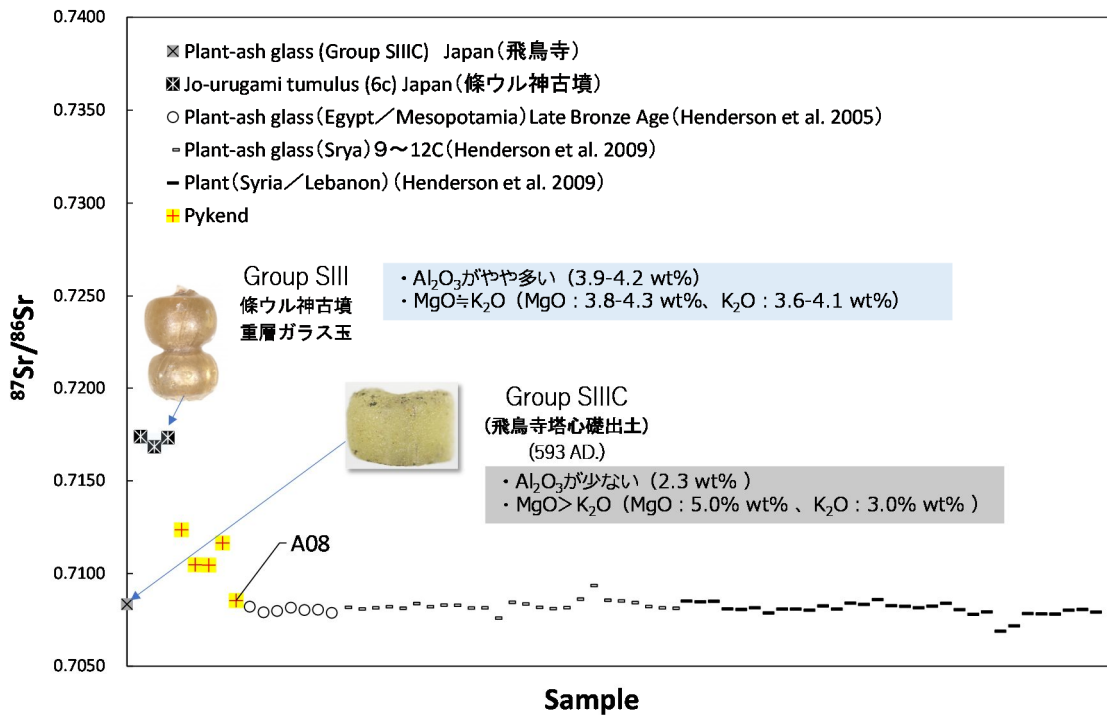 0.7400
0.7350
0.7300
0.7250
0.7200
0.7150
0.7100
0.7050
⁸⁷Sr/⁸⁶Sr
Plant-ash glass (Group SIIIC) Japan（飛鳥寺）
Jo-urugami tumulus (6c) Japan（條ウル神古墳）
Plant-ash glass（Egypt／Mesopotamia）Late Bronze Age（Henderson et al. 2005）
Plant-ash glass（Srya）9～12C（Henderson et al. 2009）
Plant（Syria／Lebanon）（Henderson et al. 2009）
Pykend
Group SIII
條ウル神古墳
重層ガラス玉
・Al₂O₃がやや多い（3.9-4.2 wt%）
・MgO≒K₂O（MgO：3.8-4.3 wt%、K₂O：3.6-4.1 wt%）
Group SIIIC
(飛鳥寺塔心礎出土)
(593 AD.)
・Al₂O₃が少ない（2.3 wt% ）
・MgO＞K₂O（MgO：5.0% wt% 、K₂O：3.0% wt% ）
A08
Sample